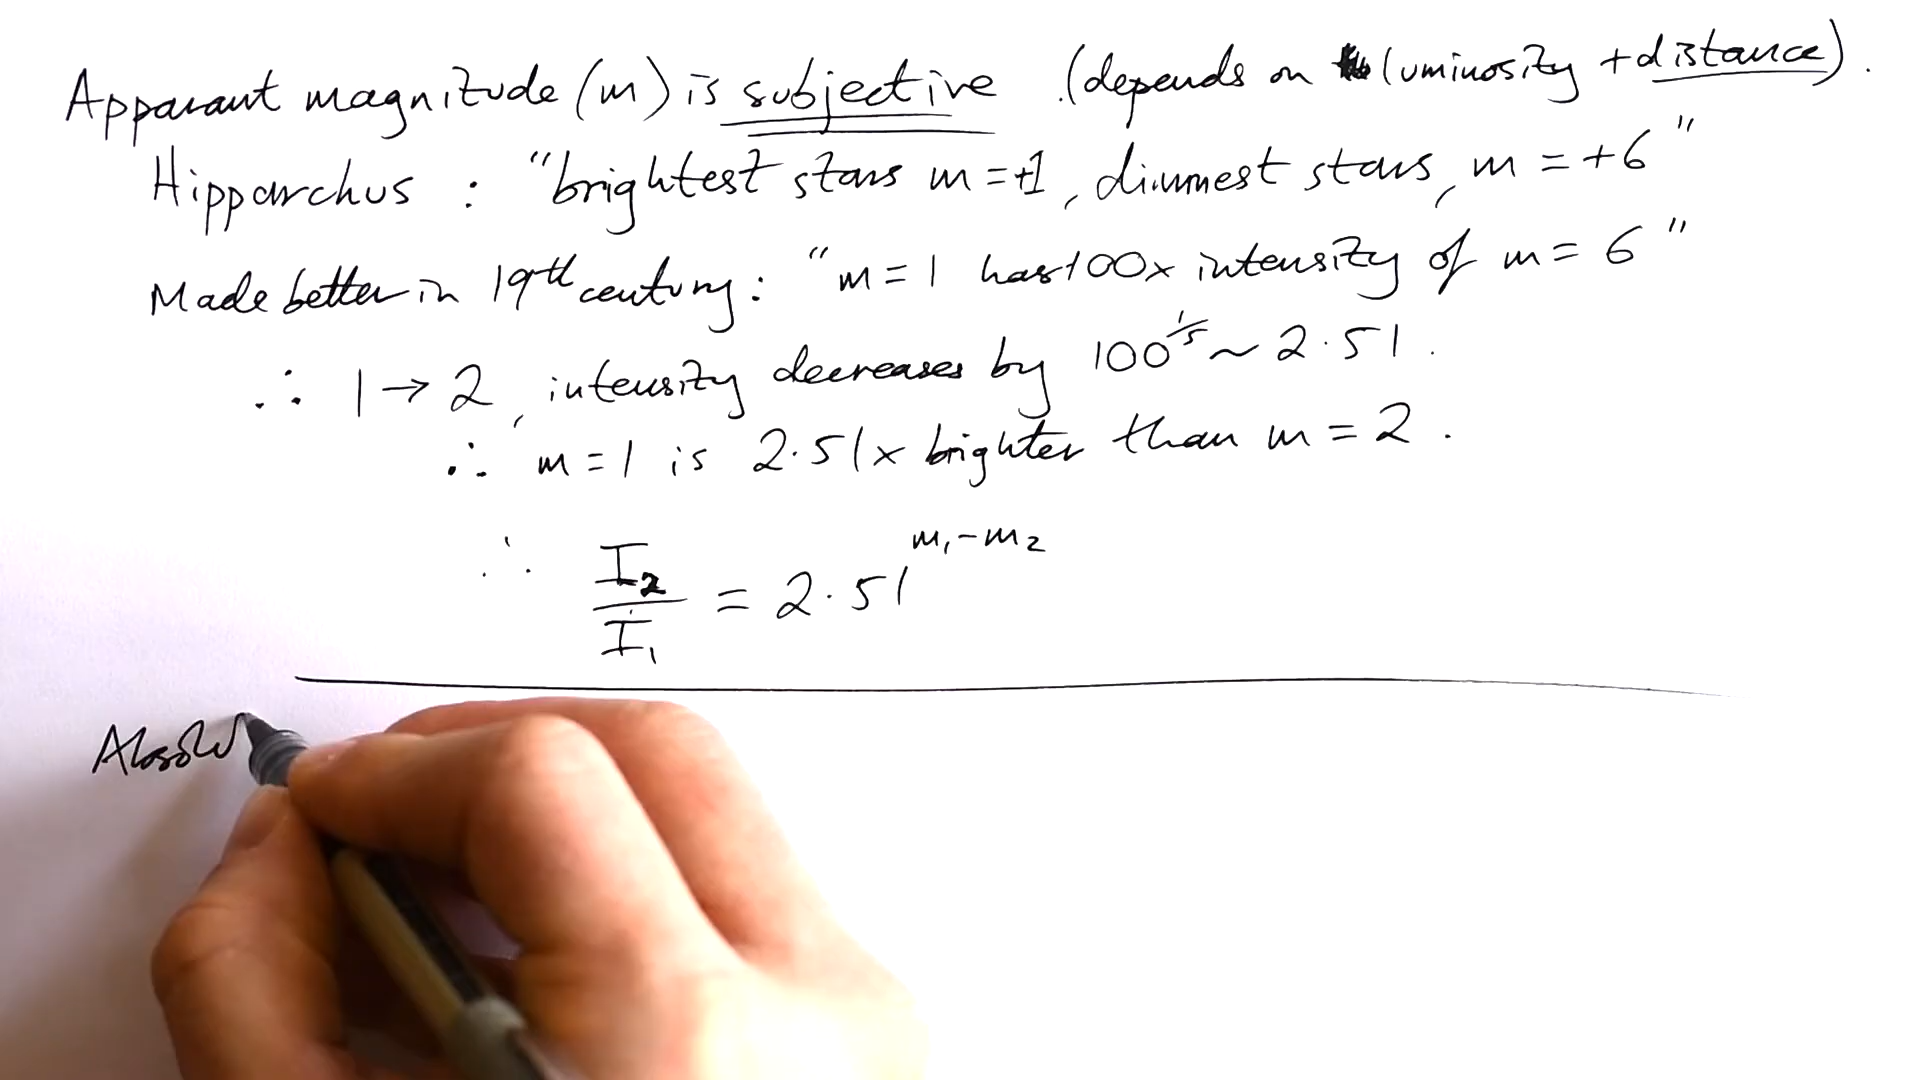 Apparant magnitude (m) is subjective (depends on luminosity + distance).
Hipparchus : "brightest stars m = +1, dimmest stars, m = +6"
Made better in 19th century: "m = 1 has 100x intensity of m = 6"
∴ 1 → 2, intensity decreases by 100^1/5 ~ 2.51.
∴ m = 1 is 2.51x brighter than m = 2.
∴ I₂/I₁ = 2.51^m₁-m₂